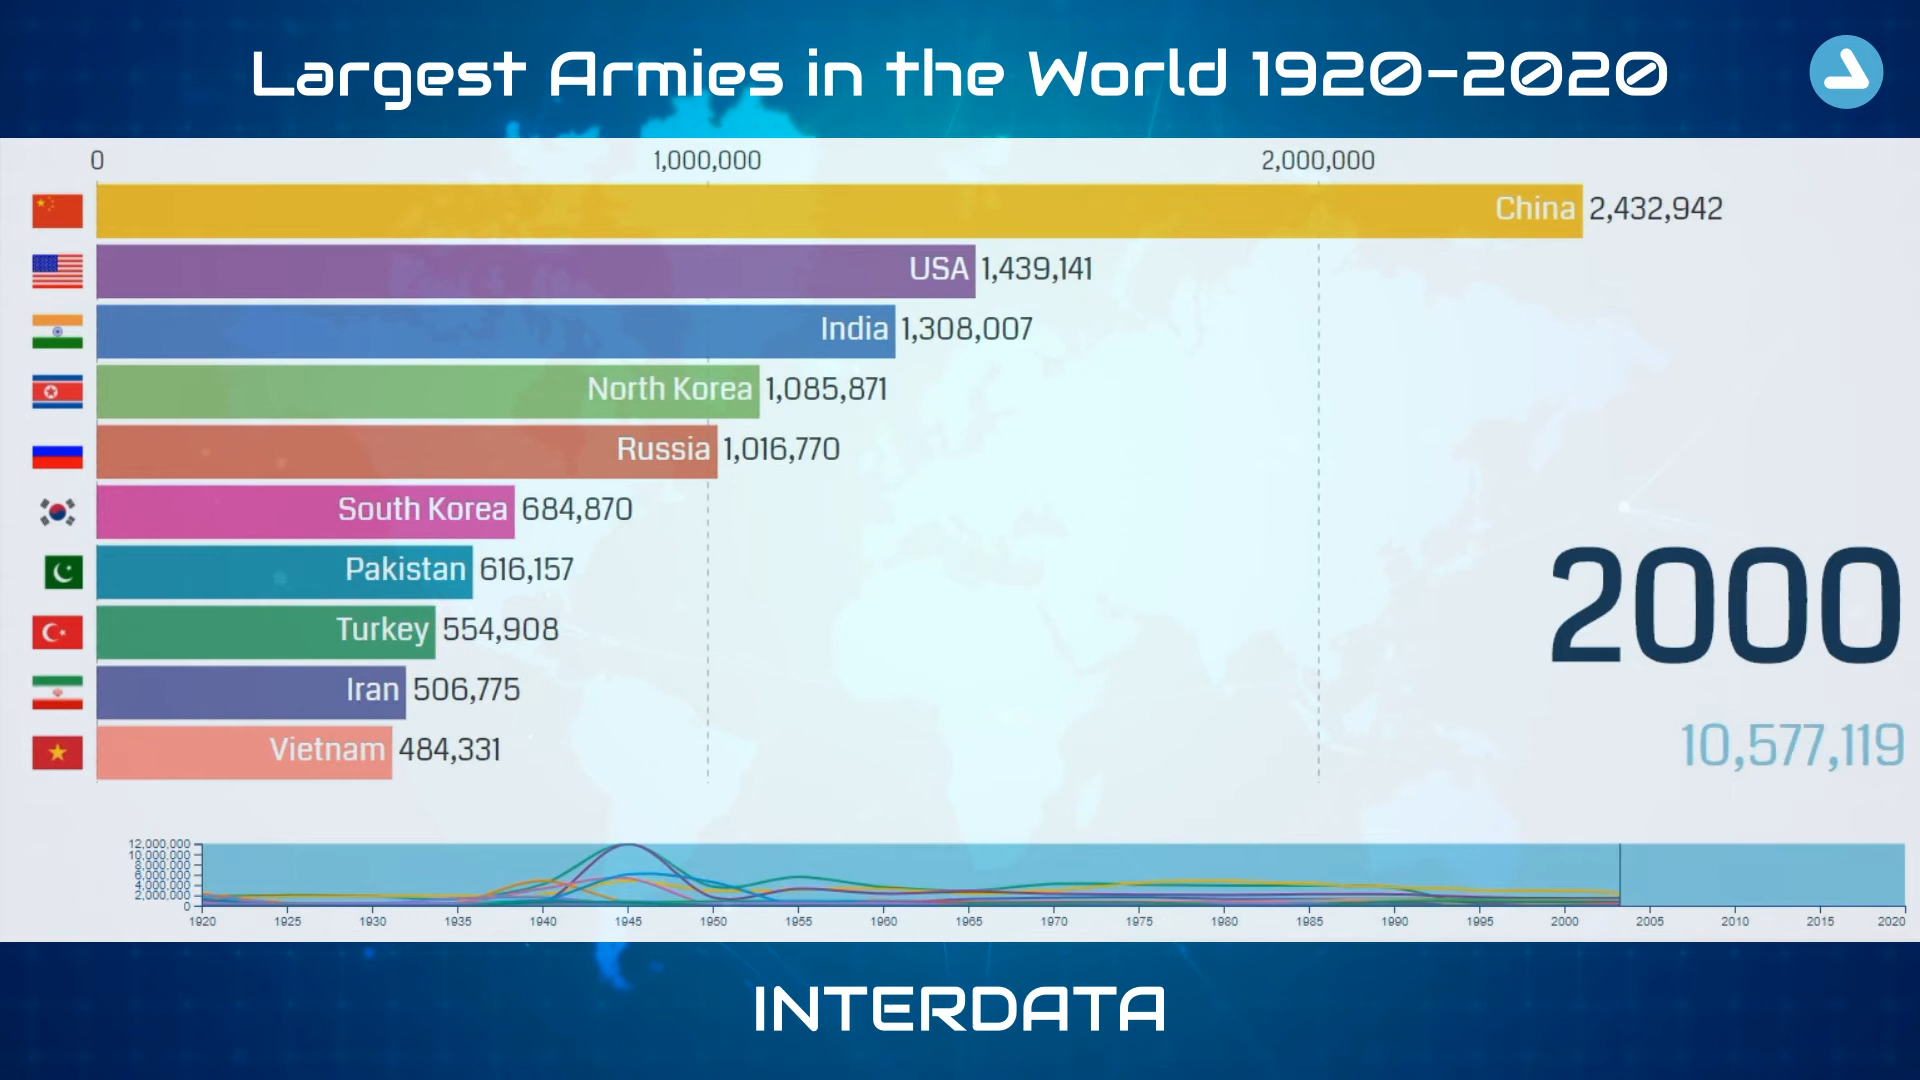 Largest Armies in the World 1920-2020
0 1,000,000 2,000,000
China 2,432,942
USA 1,439,141
India 1,308,007
North Korea 1,085,871
Russia 1,016,770
South Korea 684,870
Pakistan 616,157
Turkey 554,908
Iran 506,775
Vietnam 484,331
2000
10,577,119
12,000,000
10,000,000
8,000,000
6,000,000
4,000,000
2,000,000
0
1920 1925 1930 1935 1940 1945 1950 1955 1960 1965 1970 1975 1980 1985 1990 1995 2000 2005 2010 2015 2020
INTERDATA